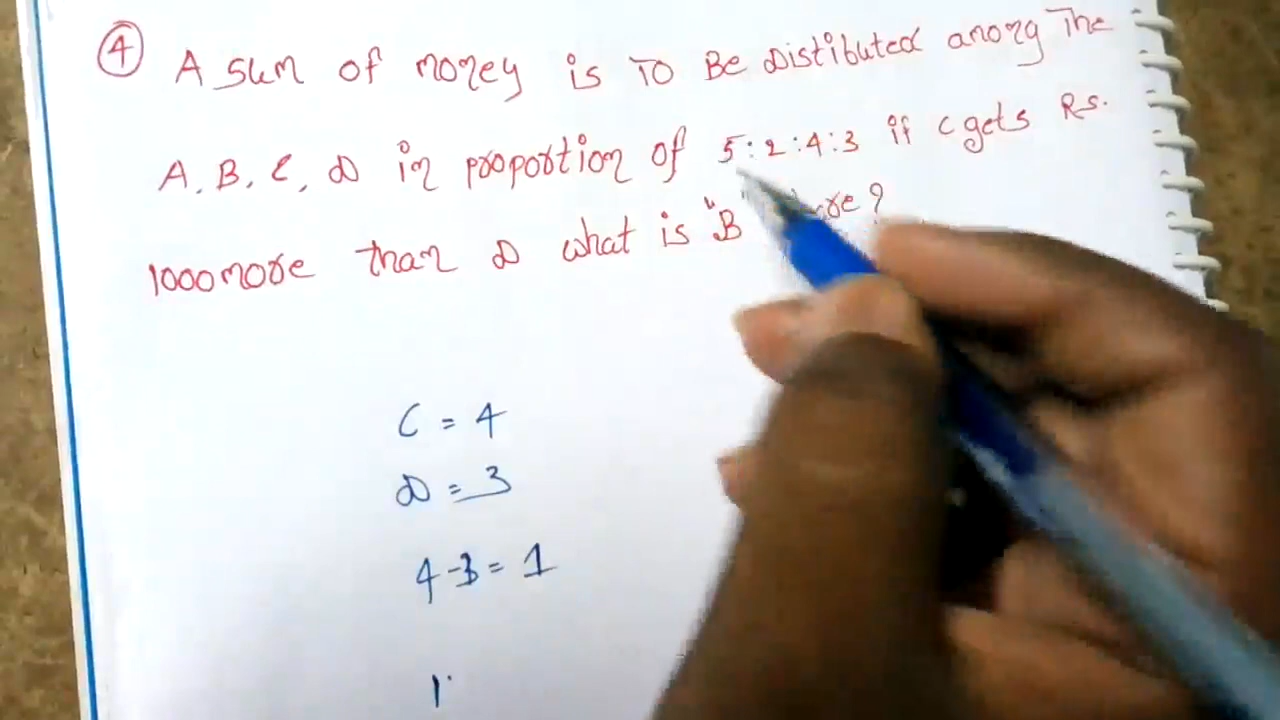 ④ A sum of money is To Be Distibuted among The
A. B. C, D in proportion of 5:2:4:3 if C gets Rs.
1000 more than D what is "B"
C = 4
D = 3
4-3 = 1